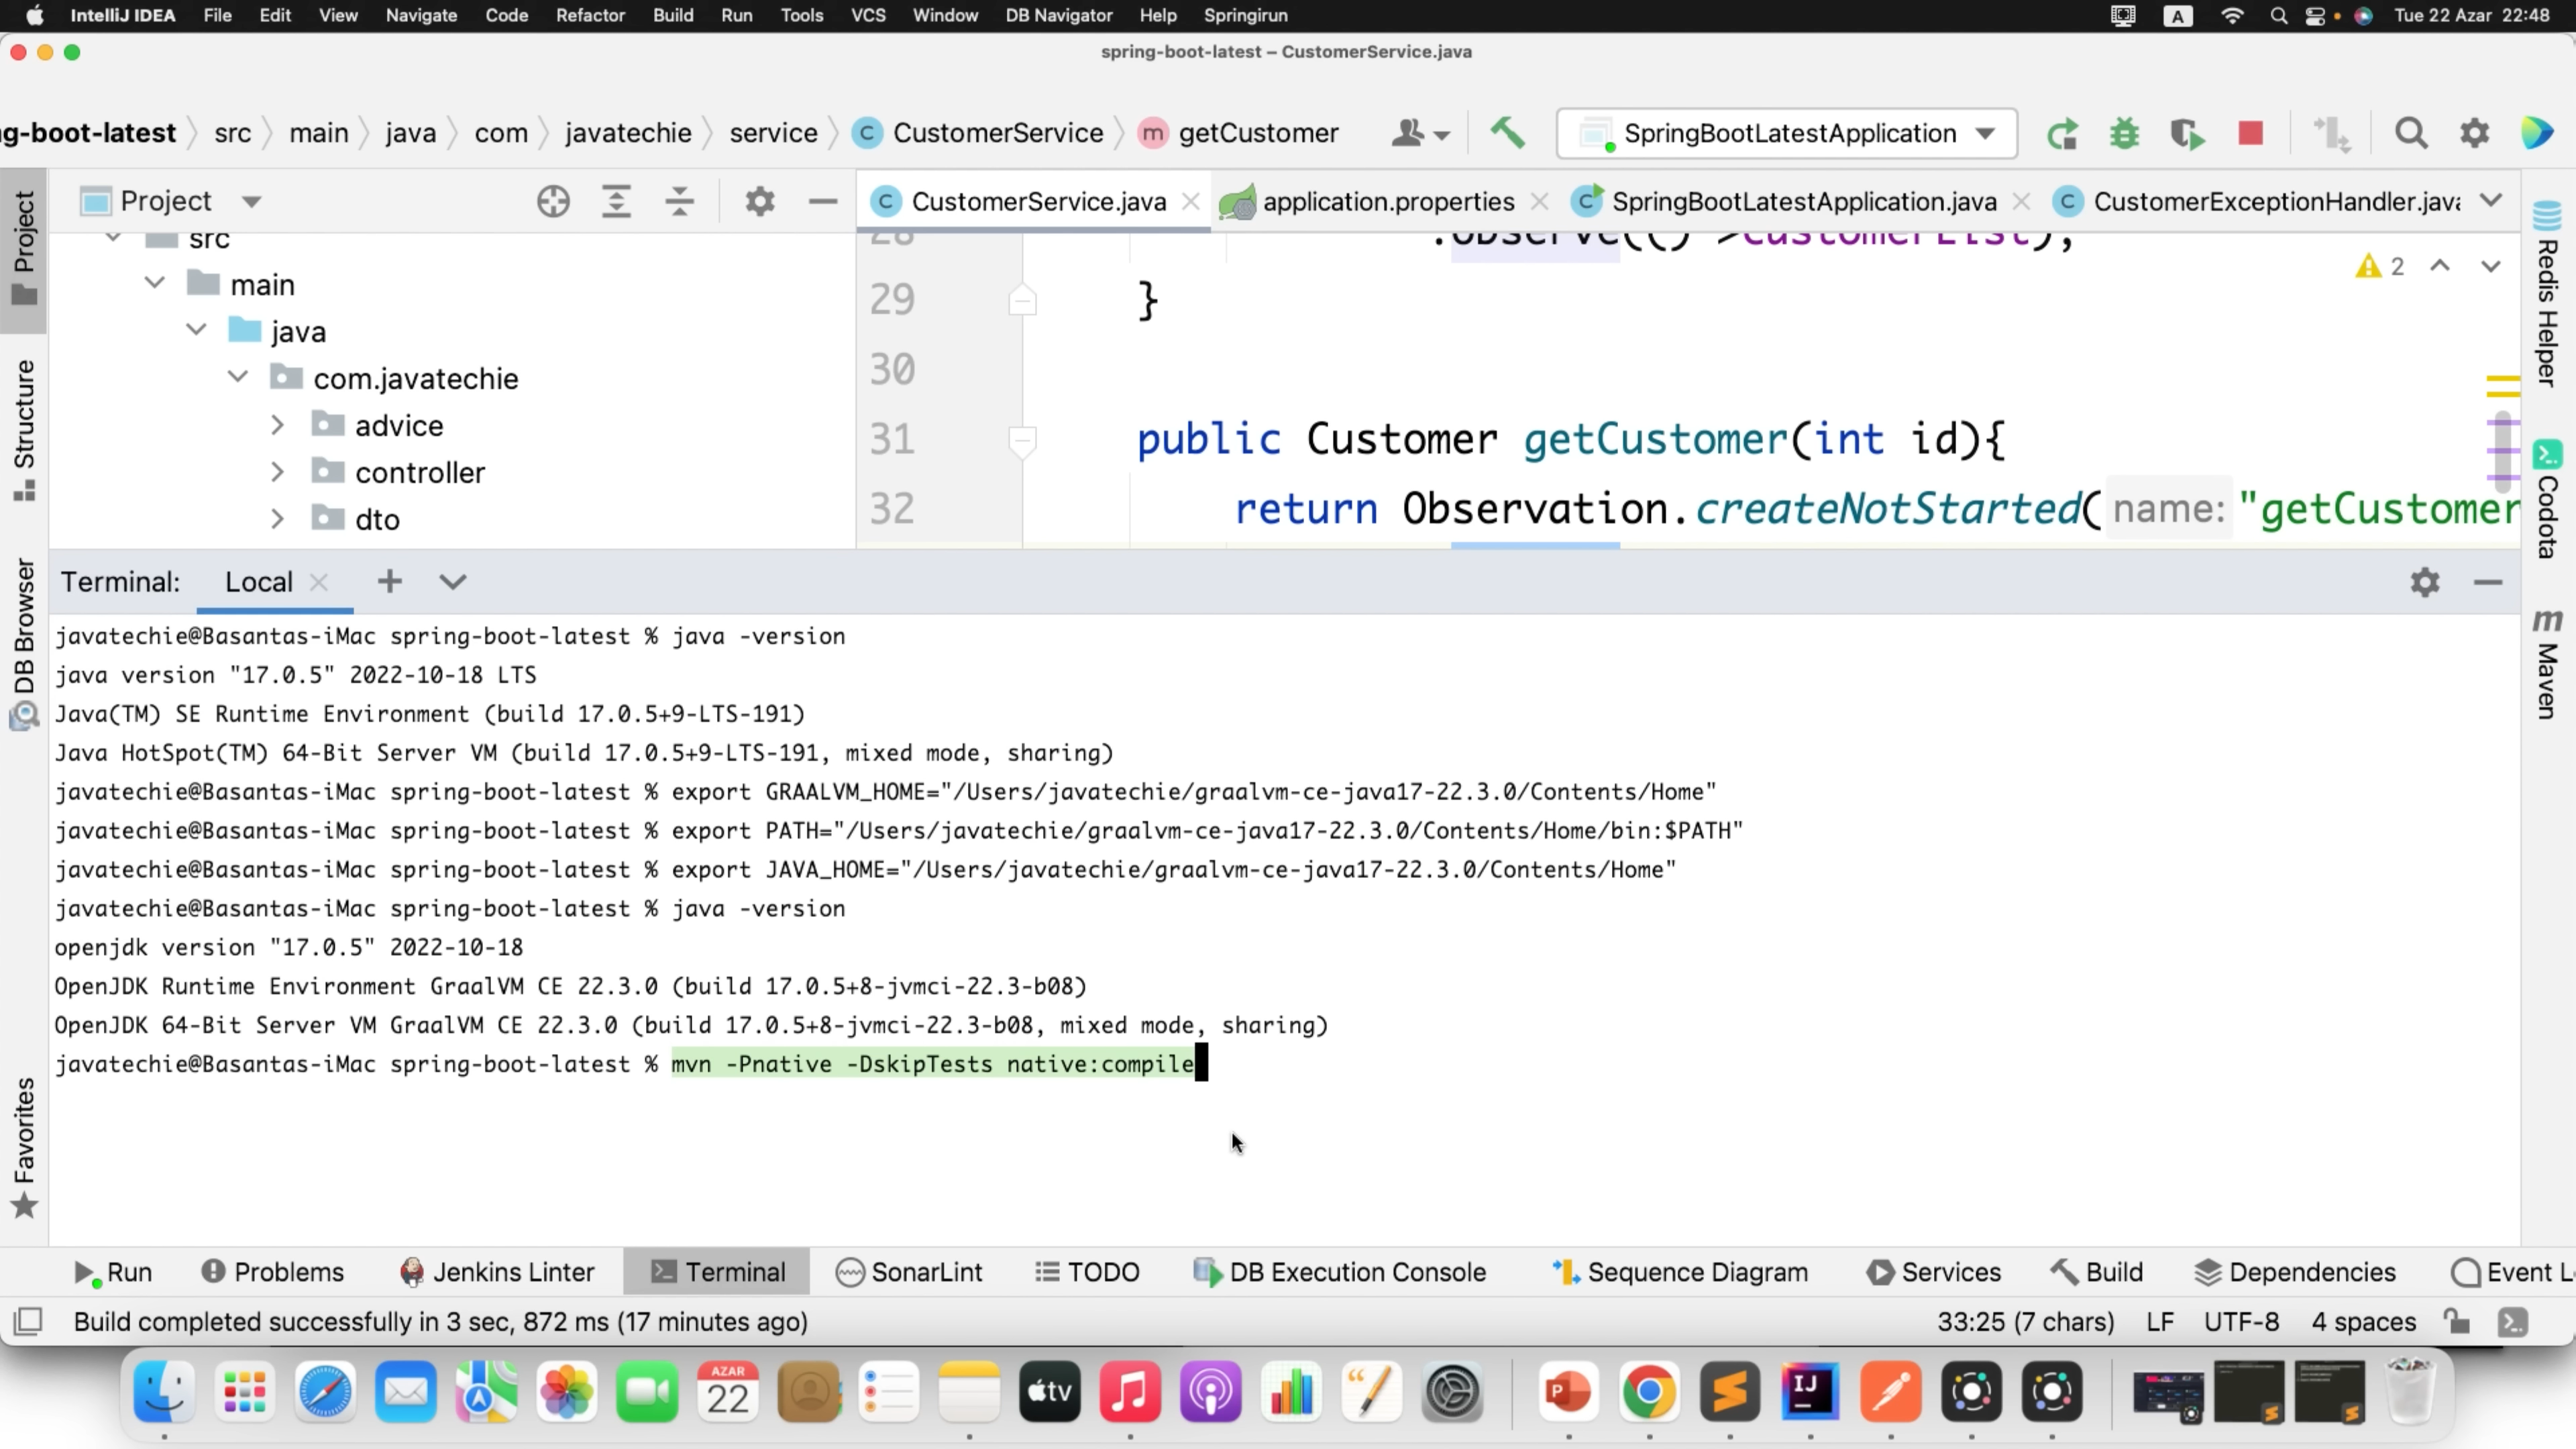 IntelliJ IDEA File Edit View Navigate Code Refactor Build Run Tools VCS Window DB Navigator Help Springirun A Tue 22 Azar 22:48
spring-boot-latest – CustomerService.java
ng-boot-latest src main java com javatechie service C CustomerService m getCustomer SpringBootLatestApplication
Project
C CustomerService.java application.properties C SpringBootLatestApplication.java C CustomerExceptionHandler.java
src
main
java
com.javatechie
advice
controller
dto
28 .observe(()->customerList);
2
29 }
30
31 public Customer getCustomer(int id){
32 return Observation.createNotStarted( name: "getCustomer
Project
Structure
DB Browser
Favorites
Redis Helper
Codota
m Maven
Terminal: Local
javatechie@Basantas-iMac spring-boot-latest % java -version
java version "17.0.5" 2022-10-18 LTS
Java(TM) SE Runtime Environment (build 17.0.5+9-LTS-191)
Java HotSpot(TM) 64-Bit Server VM (build 17.0.5+9-LTS-191, mixed mode, sharing)
javatechie@Basantas-iMac spring-boot-latest % export GRAALVM_HOME="/Users/javatechie/graalvm-ce-java17-22.3.0/Contents/Home"
javatechie@Basantas-iMac spring-boot-latest % export PATH="/Users/javatechie/graalvm-ce-java17-22.3.0/Contents/Home/bin:$PATH"
javatechie@Basantas-iMac spring-boot-latest % export JAVA_HOME="/Users/javatechie/graalvm-ce-java17-22.3.0/Contents/Home"
javatechie@Basantas-iMac spring-boot-latest % java -version
openjdk version "17.0.5" 2022-10-18
OpenJDK Runtime Environment GraalVM CE 22.3.0 (build 17.0.5+8-jvmci-22.3-b08)
OpenJDK 64-Bit Server VM GraalVM CE 22.3.0 (build 17.0.5+8-jvmci-22.3-b08, mixed mode, sharing)
javatechie@Basantas-iMac spring-boot-latest % mvn -Pnative -DskipTests native:compile
Run Problems Jenkins Linter Terminal SonarLint TODO DB Execution Console Sequence Diagram Services Build Dependencies Event L
Build completed successfully in 3 sec, 872 ms (17 minutes ago) 33:25 (7 chars) LF UTF-8 4 spaces
AZAR
22
tv
P
IJ